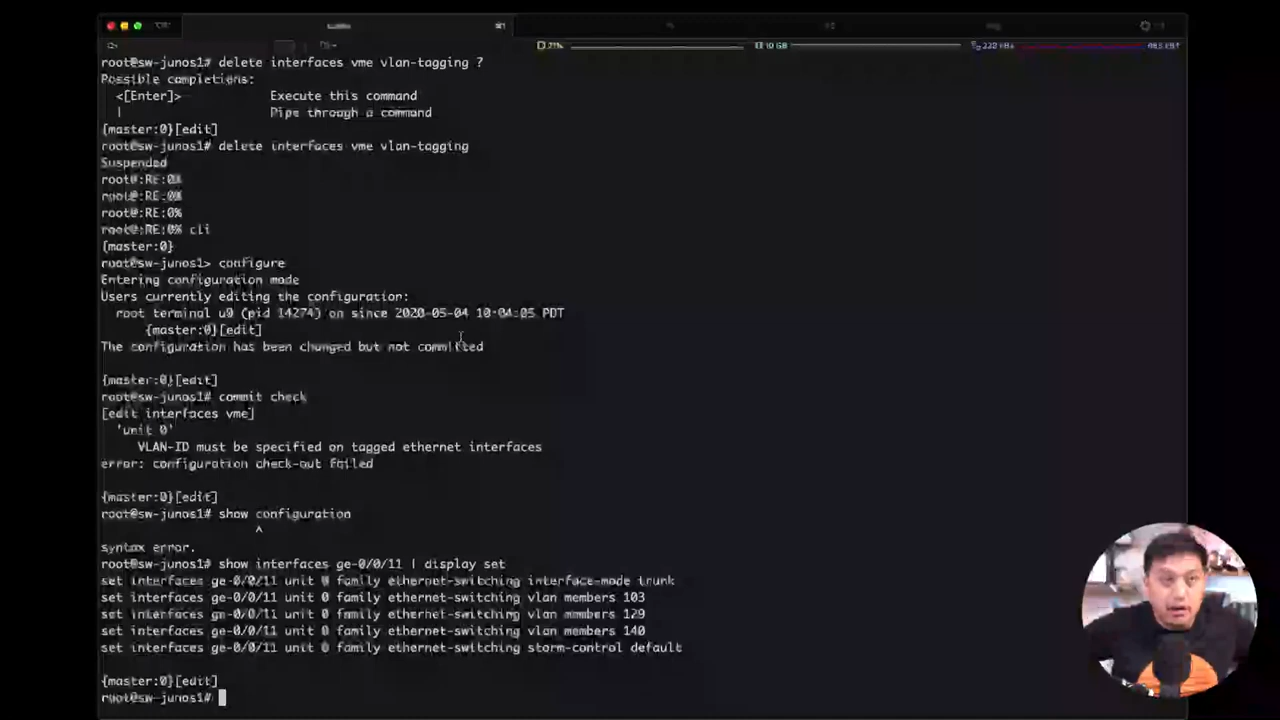 root@sw-junos1# delete interfaces vme vlan-tagging ?
Possible completions:
<[Enter]> Execute this command
| Pipe through a command
{master:0}[edit]
root@sw-junos1# delete interfaces vme vlan-tagging
Suspended
root@:RE:0%
root@:RE:0%
root@:RE:0%
root@:RE:0% cli
{master:0}
root@sw-junos1> configure
Entering configuration mode
Users currently editing the configuration:
root terminal u0 (pid 14274) on since 2020-05-04 10:04:05 PDT
{master:0}[edit]
The configuration has been changed but not committed
{master:0}[edit]
root@sw-junos1# commit check
[edit interfaces vme]
'unit 0'
VLAN-ID must be specified on tagged ethernet interfaces
error: configuration check-out failed
{master:0}[edit]
root@sw-junos1# show configuration
^
syntax error.
root@sw-junos1# show interfaces ge-0/0/11 | display set
set interfaces ge-0/0/11 unit 0 family ethernet-switching interface-mode trunk
set interfaces ge-0/0/11 unit 0 family ethernet-switching vlan members 103
set interfaces ge-0/0/11 unit 0 family ethernet-switching vlan members 129
set interfaces ge-0/0/11 unit 0 family ethernet-switching vlan members 140
set interfaces ge-0/0/11 unit 0 family ethernet-switching storm-control default
{master:0}[edit]
root@sw-junos1#